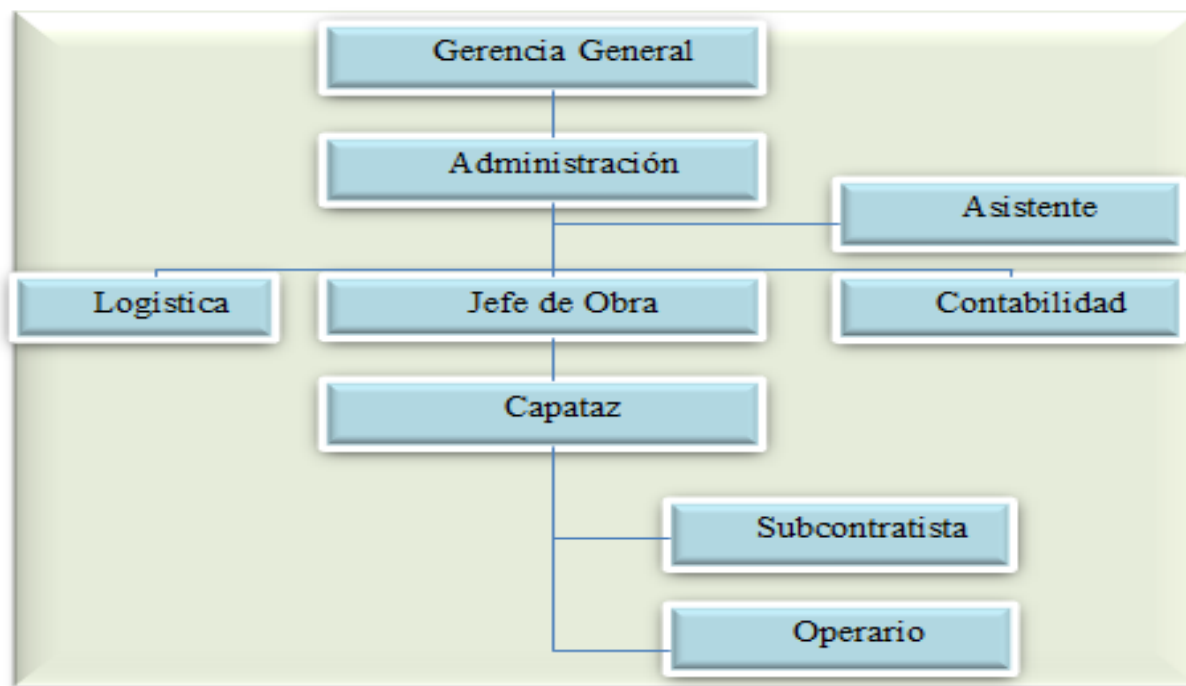 Gerencia General
Administración
Asistente
Logistica
Jefe de Obra
Contabilidad
Capataz
Subcontratista
Operario